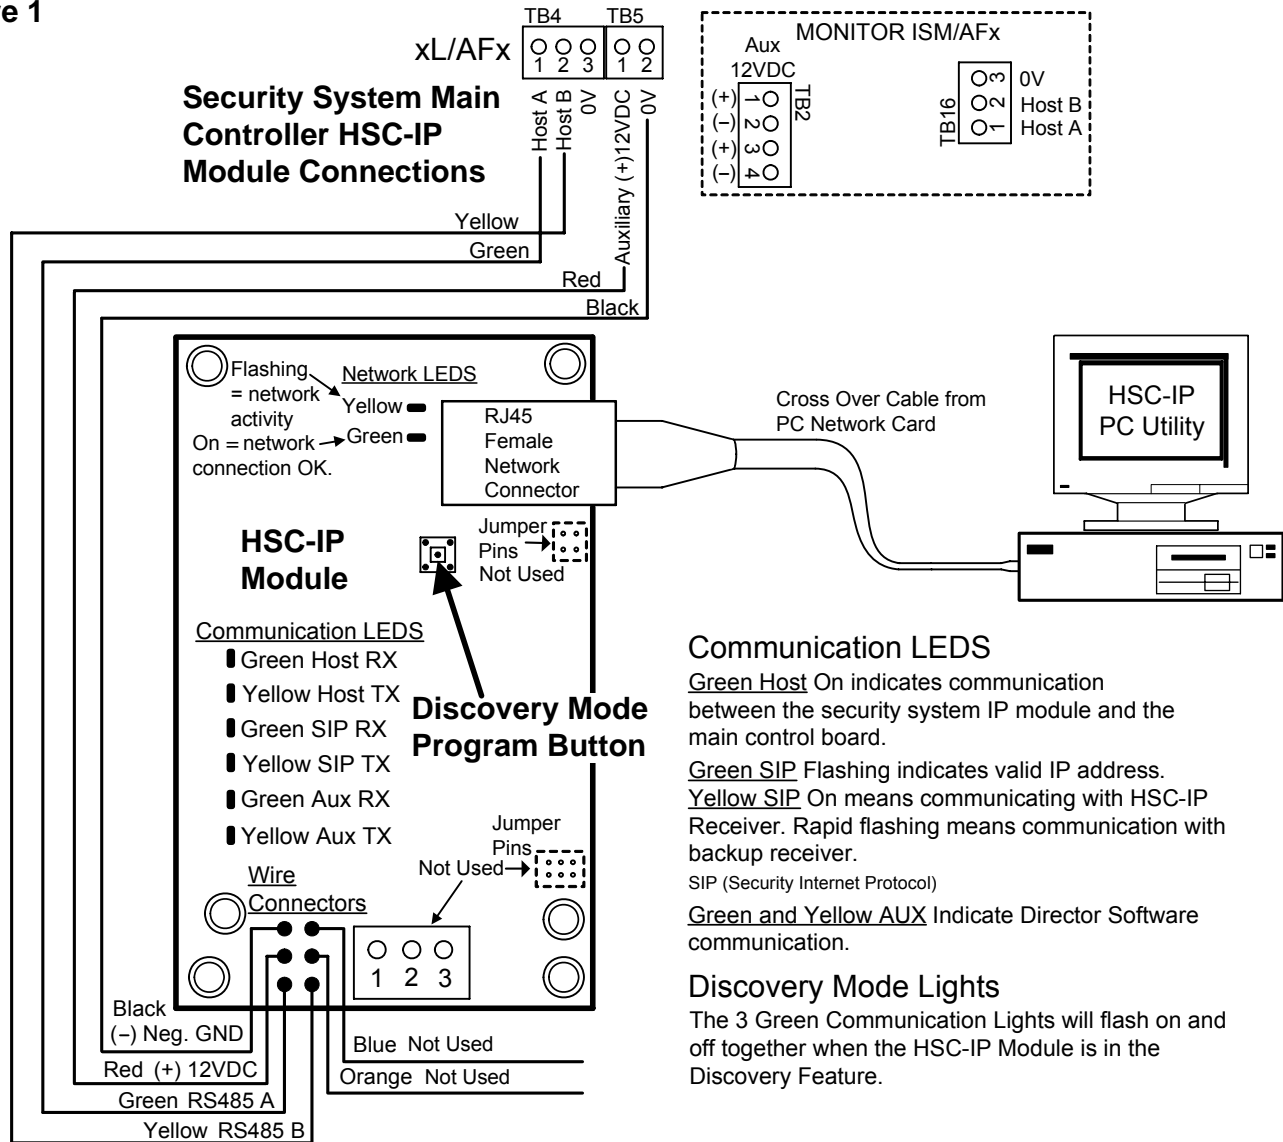 e 1
TB4
TB5
xL/AFx
1 2 3 1 2
Host A
Host B
0V
Auxiliary (+)12VDC
0V
Security System Main
Controller HSC-IP
Module Connections
MONITOR ISM/AFx
Aux
12VDC
(+) 1
(−) 2
(+) 3
(−) 4
TB2
TB16
3 0V
2 Host B
1 Host A
Yellow
Green
Red
Black
Flashing
= network
activity
On = network
connection OK.
Network LEDS
Yellow
Green
RJ45
Female
Network
Connector
Cross Over Cable from
PC Network Card
HSC-IP
PC Utility
HSC-IP
Module
Jumper
Pins
Not Used
Communication LEDS
Green Host RX
Yellow Host TX
Green SIP RX
Yellow SIP TX
Green Aux RX
Yellow Aux TX
Discovery Mode
Program Button
Jumper
Pins
Not Used
Wire
Connectors
1 2 3
Black
(−) Neg. GND
Red (+) 12VDC
Green RS485 A
Yellow RS485 B
Blue Not Used
Orange Not Used
Communication LEDS
Green Host On indicates communication
between the security system IP module and the
main control board.
Green SIP Flashing indicates valid IP address.
Yellow SIP On means communicating with HSC-IP
Receiver. Rapid flashing means communication with
backup receiver.
SIP (Security Internet Protocol)
Green and Yellow AUX Indicate Director Software
communication.
Discovery Mode Lights
The 3 Green Communication Lights will flash on and
off together when the HSC-IP Module is in the
Discovery Feature.